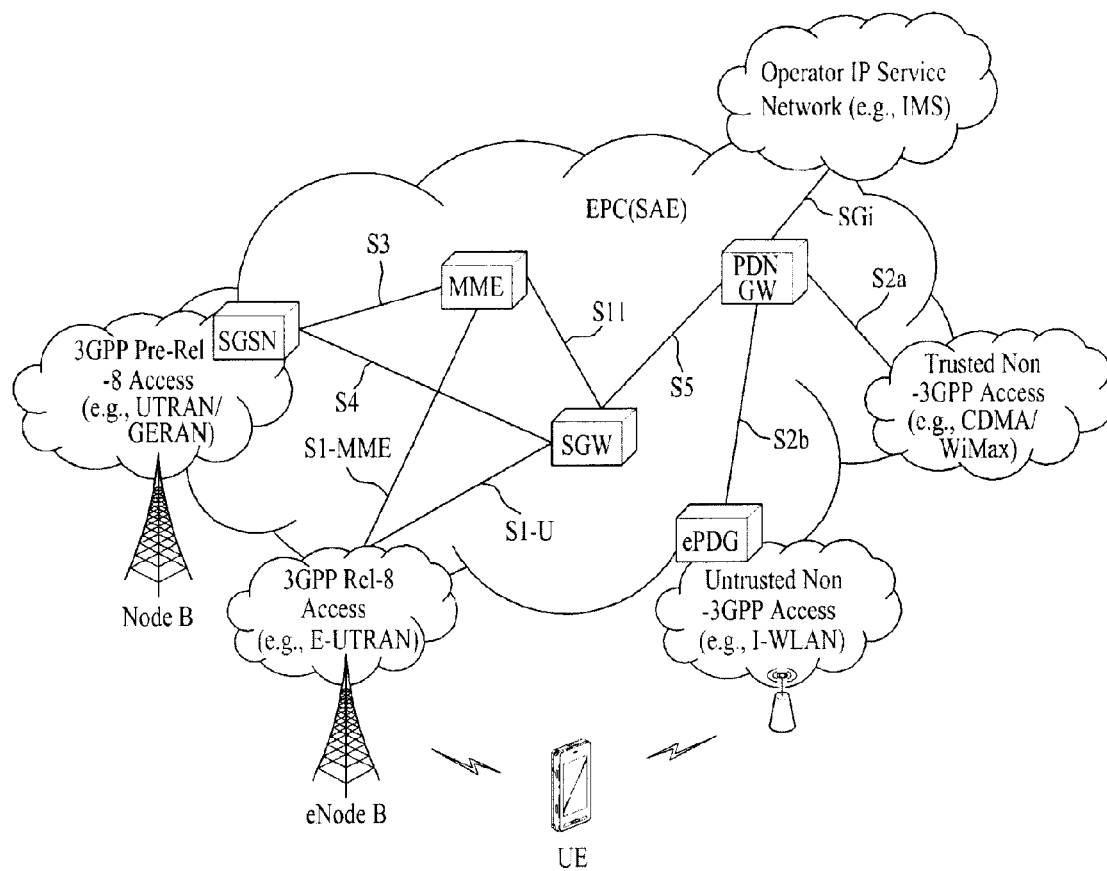 Operator IP Service
Network (e.g., IMS)
EPC(SAE)
SGi
S3
MME
PDN
GW
S2a
SGSN
S11
3GPP Pre-Rel
-8 Access
(e.g., UTRAN/
GERAN)
S4
S5
Trusted Non
-3GPP Access
(e.g., CDMA/
WiMax)
SGW
S2b
S1-MME
S1-U
ePDG
Node B
3GPP Rel-8
Access
(e.g., E-UTRAN)
Untrusted Non
-3GPP Access
(e.g., I-WLAN)
eNode B
UE